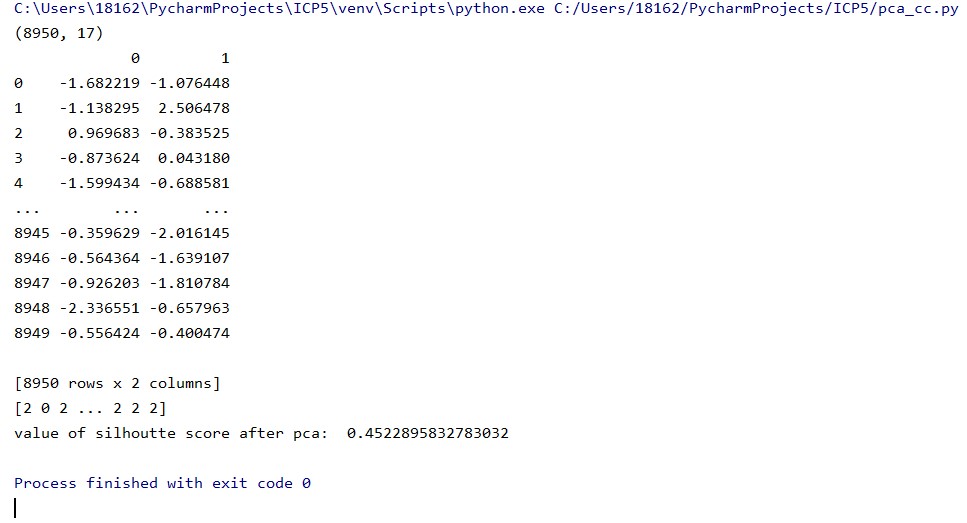 C:\Users\18162\PycharmProjects\ICP5\venv\Scripts\python.exe C:/Users/18162/PycharmProjects/ICP5/pca_cc.py
(8950, 17)
             0         1
0    -1.682219 -1.076448
1    -1.138295  2.506478
2     0.969683 -0.383525
3    -0.873624  0.043180
4    -1.599434 -0.688581
...        ...       ...
8945 -0.359629 -2.016145
8946 -0.564364 -1.639107
8947 -0.926203 -1.810784
8948 -2.336551 -0.657963
8949 -0.556424 -0.400474
[8950 rows x 2 columns]
[2 0 2 ... 2 2 2]
value of silhoutte score after pca:  0.4522895832783032
Process finished with exit code 0